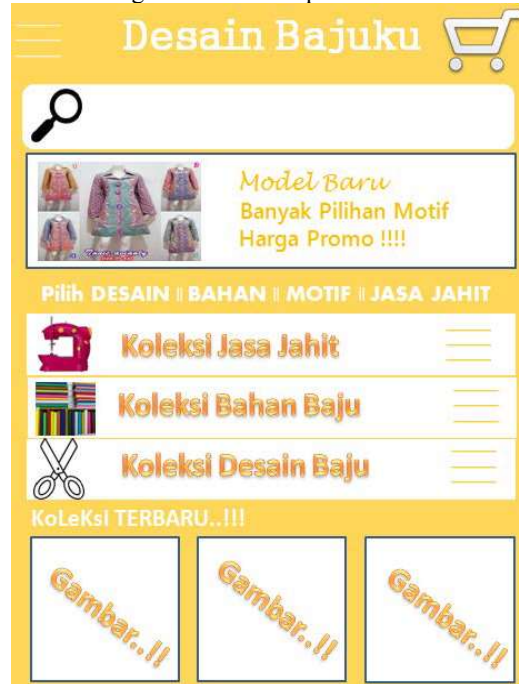 Desain Bajuku
Model Baru
Banyak Pilihan Motif
Harga Promo !!!!
Pilih DESAIN || BAHAN || MOTIF || JASA JAHIT
Koleksi Jasa Jahit
Koleksi Bahan Baju
Koleksi Desain Baju
KoLeKsI TERBARU..!!!
Gambar..!!
Gambar..!!
Gambar..!!